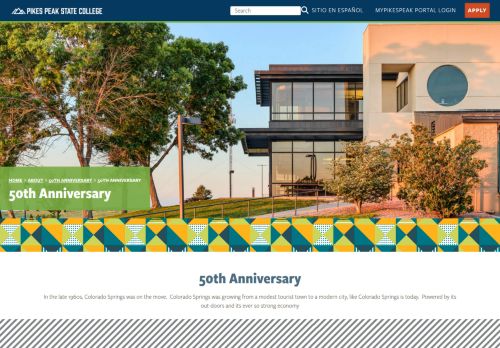 PIKES PEAK STATE COLLEGE
Search
SITIO EN ESPAÑOL
MYPIKESPEAK PORTAL LOGIN
APPLY
HOME > ABOUT > 50TH ANNIVERSARY > 50TH ANNIVERSARY
50th Anniversary
50th Anniversary
In the late 1960s, Colorado Springs was on the move. Colorado Springs was growing from a modest tourist town to a modern city, like Colorado Springs is today. Powered by its
out-doors and its ever so strong economy